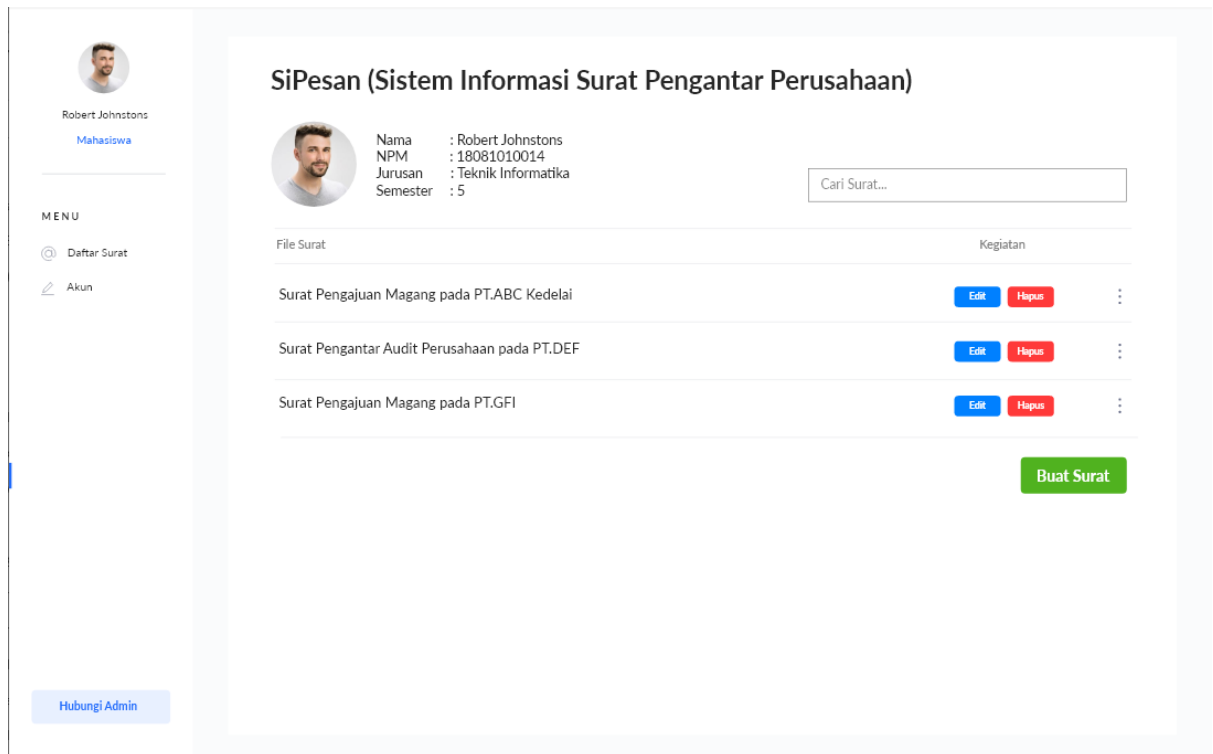 Robert Johnstons
Mahasiswa
MENU
Daftar Surat
Akun
Hubungi Admin
SiPesan (Sistem Informasi Surat Pengantar Perusahaan)
Nama : Robert Johnstons
NPM : 18081010014
Jurusan : Teknik Informatika
Semester : 5
Cari Surat...
File Surat Kegiatan
Surat Pengajuan Magang pada PT.ABC Kedelai Edit Hapus
Surat Pengantar Audit Perusahaan pada PT.DEF Edit Hapus
Surat Pengajuan Magang pada PT.GFI Edit Hapus
Buat Surat